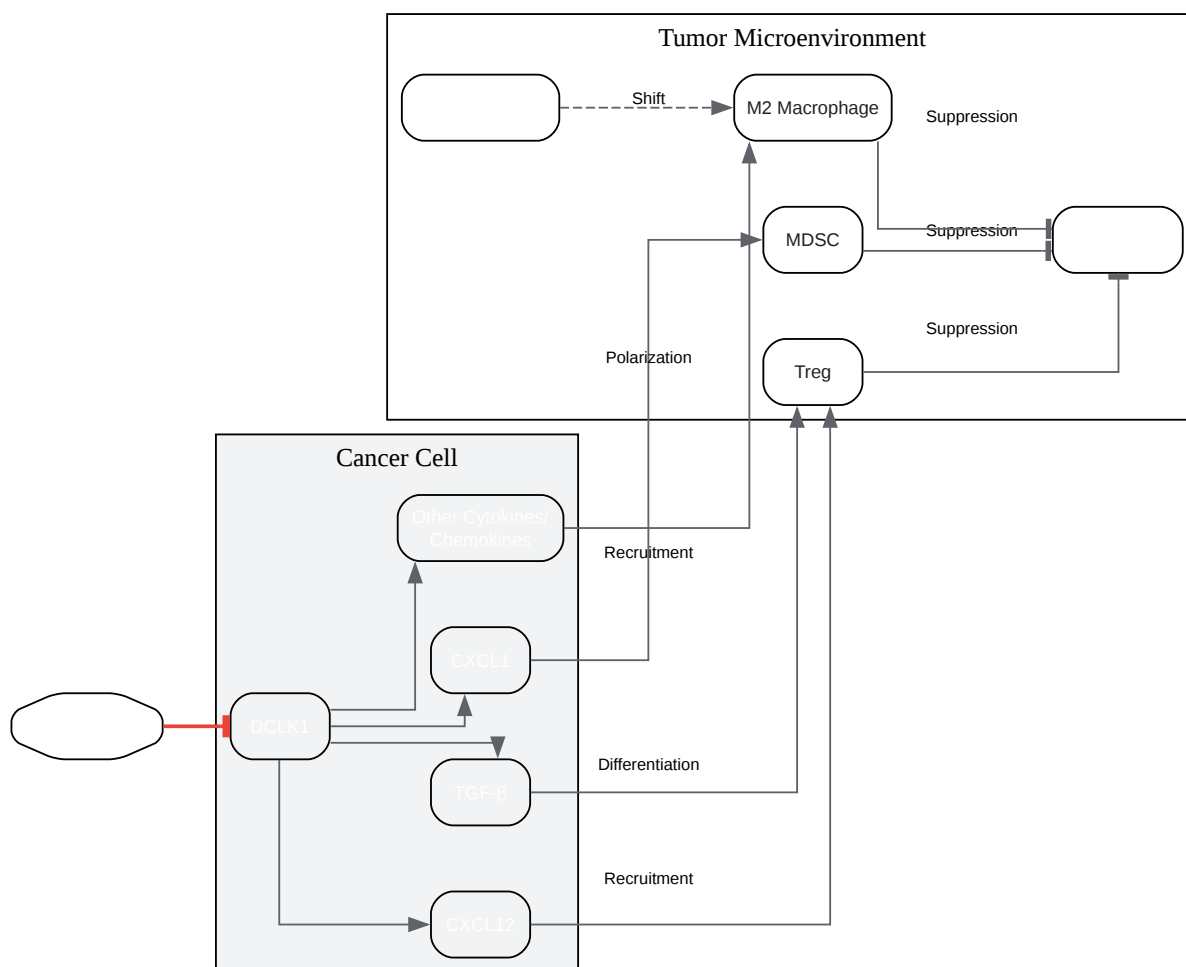 Tumor Microenvironment
Shift
M2 Macrophage
Suppression
MDSC
Suppression
Polarization
Suppression
Treg
Cancer Cell
Other Cytokines/
Chemokines
Recruitment
CXCL1
DCLK1
Differentiation
TGF-β
Recruitment
CXCL12